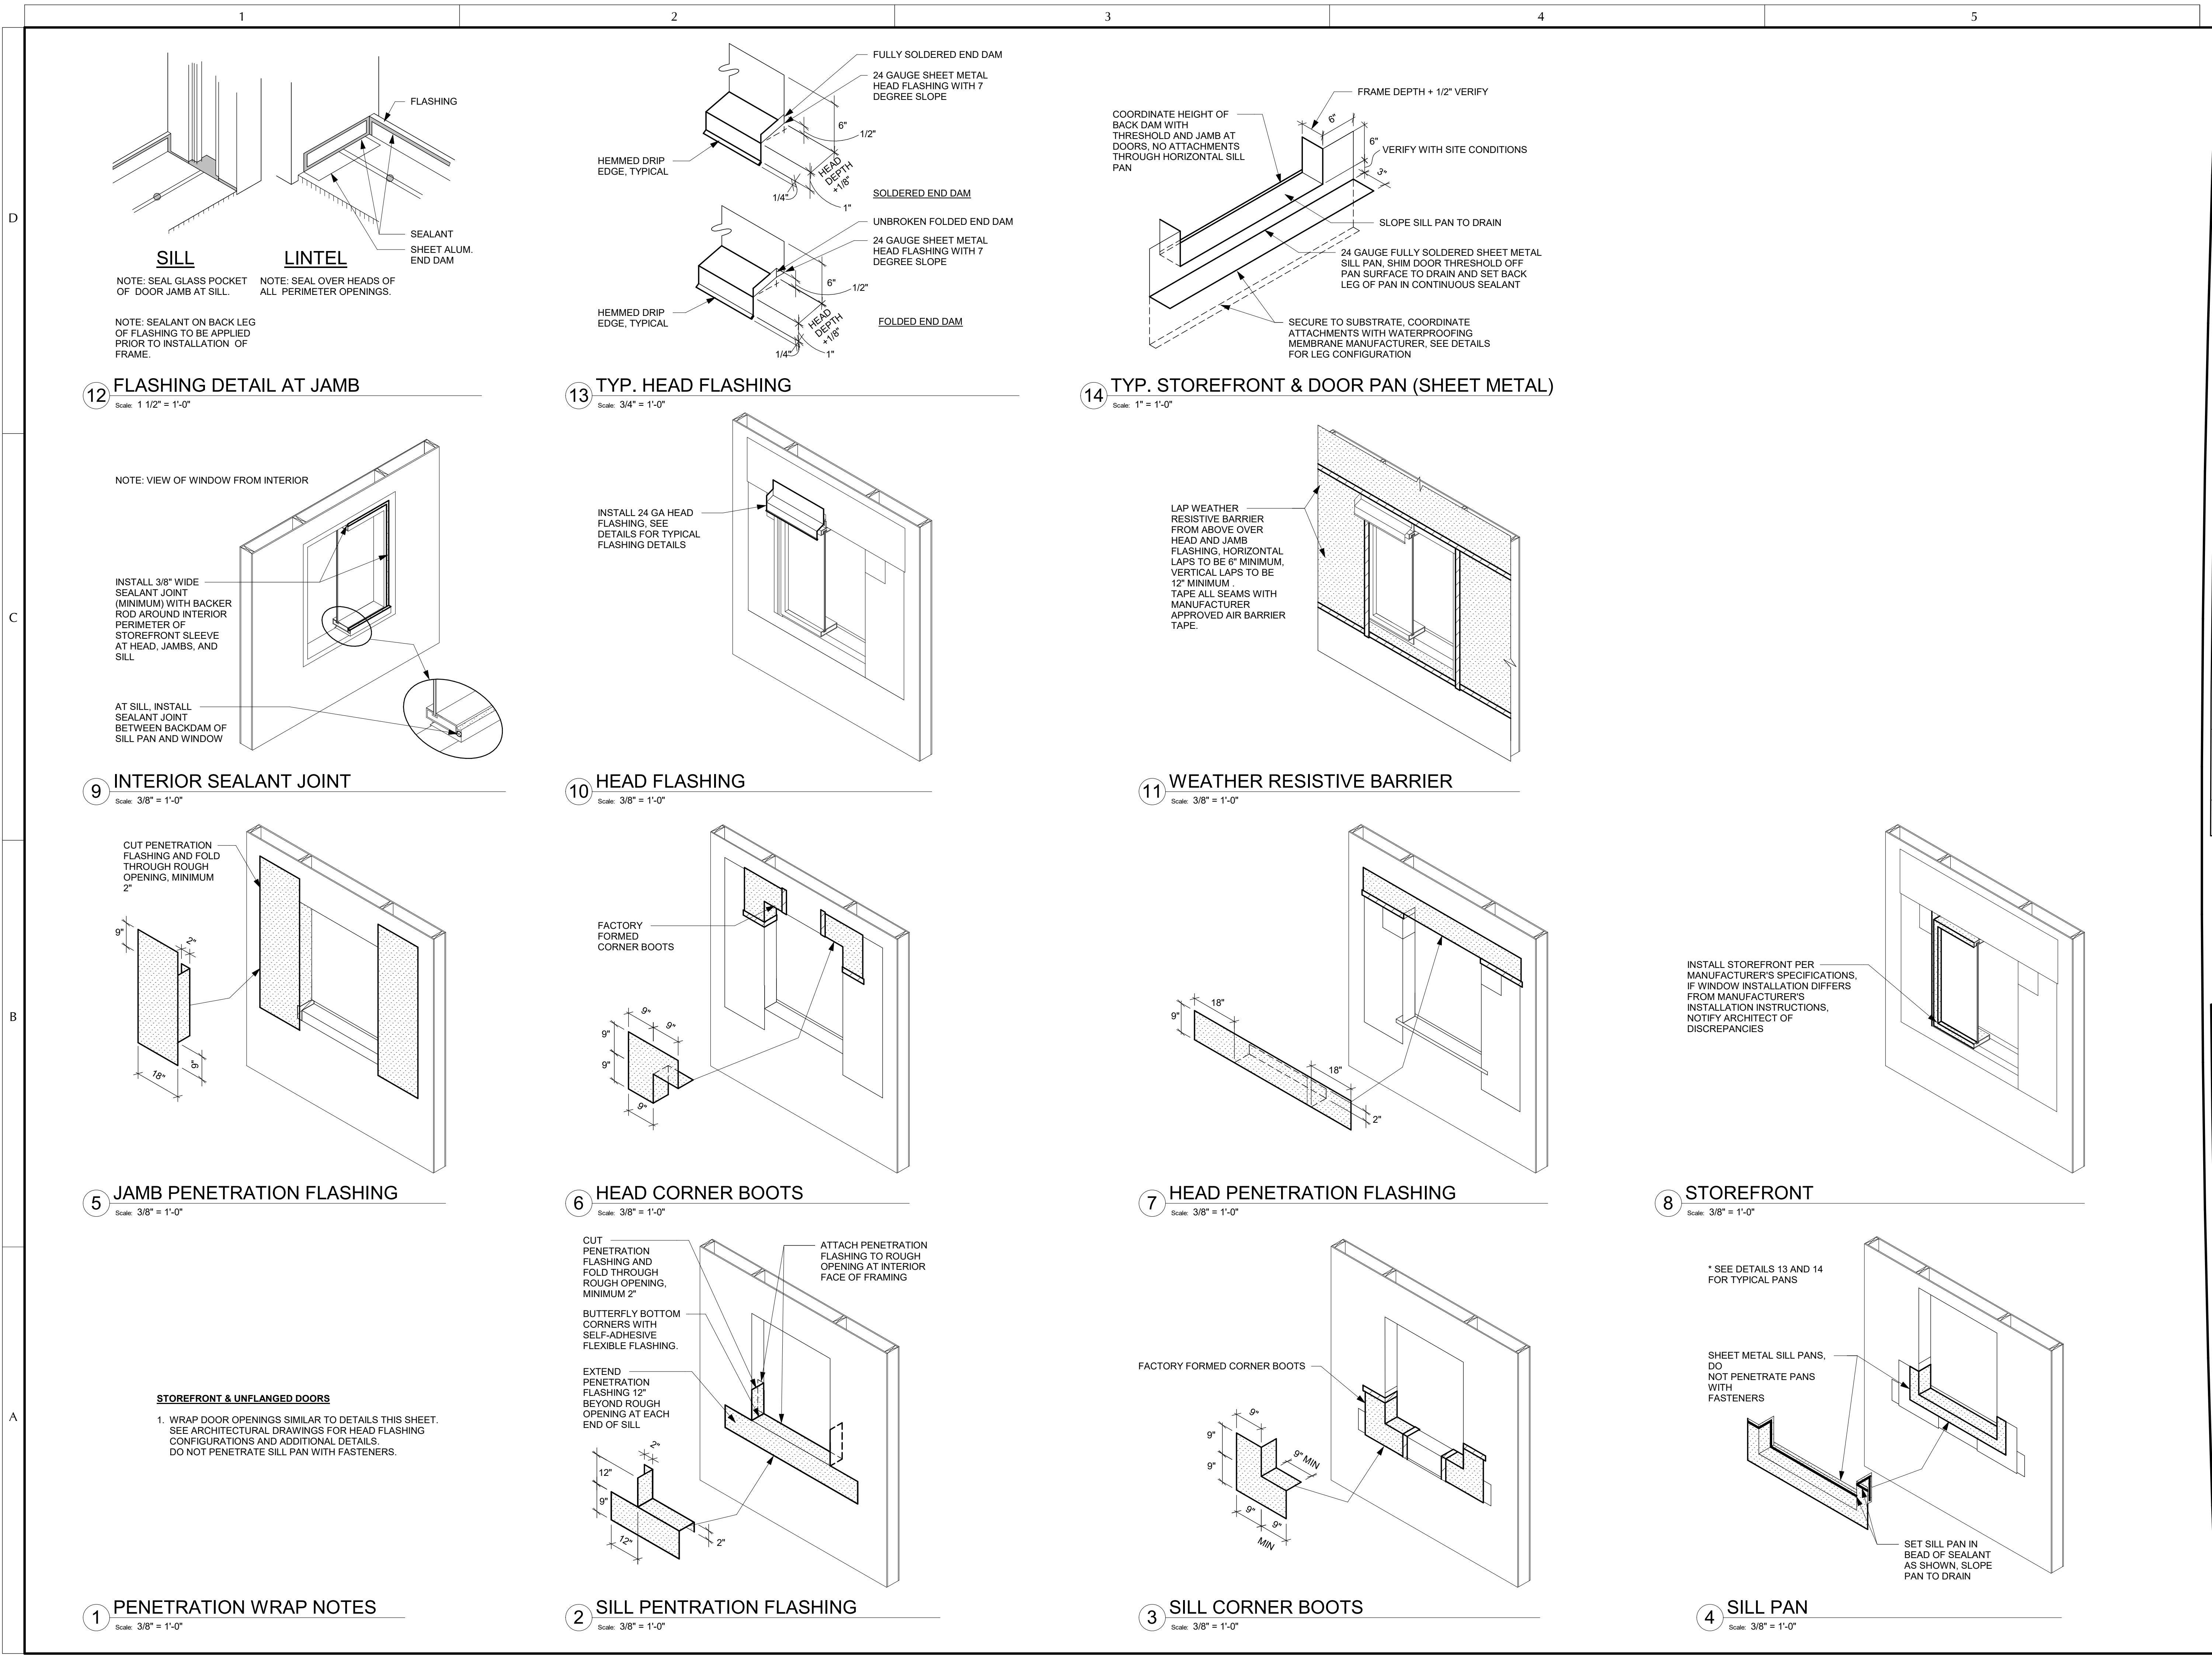 1
2
3
4
5
D
C
B
A
FLASHING
SEALANT
SHEET ALUM.
END DAM
SILL
LINTEL
NOTE: SEAL GLASS POCKET
OF DOOR JAMB AT SILL.
NOTE: SEAL OVER HEADS OF
ALL PERIMETER OPENINGS.
NOTE: SEALANT ON BACK LEG
OF FLASHING TO BE APPLIED
PRIOR TO INSTALLATION OF
FRAME.
12
FLASHING DETAIL AT JAMB
Scale: 1 1/2" = 1'-0"
FULLY SOLDERED END DAM
24 GAUGE SHEET METAL
HEAD FLASHING WITH 7
DEGREE SLOPE
6"
1/2"
HEMMED DRIP
EDGE, TYPICAL
HEAD
DEPTH
+1/8"
1/4"
1"
SOLDERED END DAM
UNBROKEN FOLDED END DAM
24 GAUGE SHEET METAL
HEAD FLASHING WITH 7
DEGREE SLOPE
6"
1/2"
HEMMED DRIP
EDGE, TYPICAL
HEAD
DEPTH
+1/8"
1/4"
1"
FOLDED END DAM
13
TYP. HEAD FLASHING
Scale: 3/4" = 1'-0"
FRAME DEPTH + 1/2" VERIFY
COORDINATE HEIGHT OF
BACK DAM WITH
THRESHOLD AND JAMB AT
DOORS, NO ATTACHMENTS
THROUGH HORIZONTAL SILL
PAN
6"
6"
VERIFY WITH SITE CONDITIONS
3"
SLOPE SILL PAN TO DRAIN
24 GAUGE FULLY SOLDERED SHEET METAL
SILL PAN, SHIM DOOR THRESHOLD OFF
PAN SURFACE TO DRAIN AND SET BACK
LEG OF PAN IN CONTINUOUS SEALANT
SECURE TO SUBSTRATE, COORDINATE
ATTACHMENTS WITH WATERPROOFING
MEMBRANE MANUFACTURER, SEE DETAILS
FOR LEG CONFIGURATION
14
TYP. STOREFRONT & DOOR PAN (SHEET METAL)
Scale: 1" = 1'-0"
NOTE: VIEW OF WINDOW FROM INTERIOR
INSTALL 3/8" WIDE
SEALANT JOINT
(MINIMUM) WITH BACKER
ROD AROUND INTERIOR
PERIMETER OF
STOREFRONT SLEEVE
AT HEAD, JAMBS, AND
SILL
AT SILL, INSTALL
SEALANT JOINT
BETWEEN BACKDAM OF
SILL PAN AND WINDOW
9
INTERIOR SEALANT JOINT
Scale: 3/8" = 1'-0"
INSTALL 24 GA HEAD
FLASHING, SEE
DETAILS FOR TYPICAL
FLASHING DETAILS
10
HEAD FLASHING
Scale: 3/8" = 1'-0"
LAP WEATHER
RESISTIVE BARRIER
FROM ABOVE OVER
HEAD AND JAMB
FLASHING, HORIZONTAL
LAPS TO BE 6" MINIMUM,
VERTICAL LAPS TO BE
12" MINIMUM .
TAPE ALL SEAMS WITH
MANUFACTURER
APPROVED AIR BARRIER
TAPE.
11
WEATHER RESISTIVE BARRIER
Scale: 3/8" = 1'-0"
CUT PENETRATION
FLASHING AND FOLD
THROUGH ROUGH
OPENING, MINIMUM
2"
9"
2"
9"
18"
5
JAMB PENETRATION FLASHING
Scale: 3/8" = 1'-0"
FACTORY
FORMED
CORNER BOOTS
9"
9"
9"
9"
9"
6
HEAD CORNER BOOTS
Scale: 3/8" = 1'-0"
18"
9"
18"
2"
7
HEAD PENETRATION FLASHING
Scale: 3/8" = 1'-0"
INSTALL STOREFRONT PER
MANUFACTURER'S SPECIFICATIONS,
IF WINDOW INSTALLATION DIFFERS
FROM MANUFACTURER'S
INSTALLATION INSTRUCTIONS,
NOTIFY ARCHITECT OF
DISCREPANCIES
8
STOREFRONT
Scale: 3/8" = 1'-0"
STOREFRONT & UNFLANGED DOORS
1. WRAP DOOR OPENINGS SIMILAR TO DETAILS THIS SHEET.
SEE ARCHITECTURAL DRAWINGS FOR HEAD FLASHING
CONFIGURATIONS AND ADDITIONAL DETAILS.
DO NOT PENETRATE SILL PAN WITH FASTENERS.
1
PENETRATION WRAP NOTES
Scale: 3/8" = 1'-0"
CUT
PENETRATION
FLASHING AND
FOLD THROUGH
ROUGH OPENING,
MINIMUM 2"
BUTTERFLY BOTTOM
CORNERS WITH
SELF-ADHESIVE
FLEXIBLE FLASHING.
EXTEND
PENETRATION
FLASHING 12"
BEYOND ROUGH
OPENING AT EACH
END OF SILL
ATTACH PENETRATION
FLASHING TO ROUGH
OPENING AT INTERIOR
FACE OF FRAMING
2"
12"
9"
12"
2"
2
SILL PENTRATION FLASHING
Scale: 3/8" = 1'-0"
FACTORY FORMED CORNER BOOTS
9"
9"
9"
9" MIN
9"
9"
MIN
3
SILL CORNER BOOTS
Scale: 3/8" = 1'-0"
* SEE DETAILS 13 AND 14
FOR TYPICAL PANS
SHEET METAL SILL PANS,
DO
NOT PENETRATE PANS
WITH
FASTENERS
SET SILL PAN IN
BEAD OF SEALANT
AS SHOWN, SLOPE
PAN TO DRAIN
4
SILL PAN
Scale: 3/8" = 1'-0"